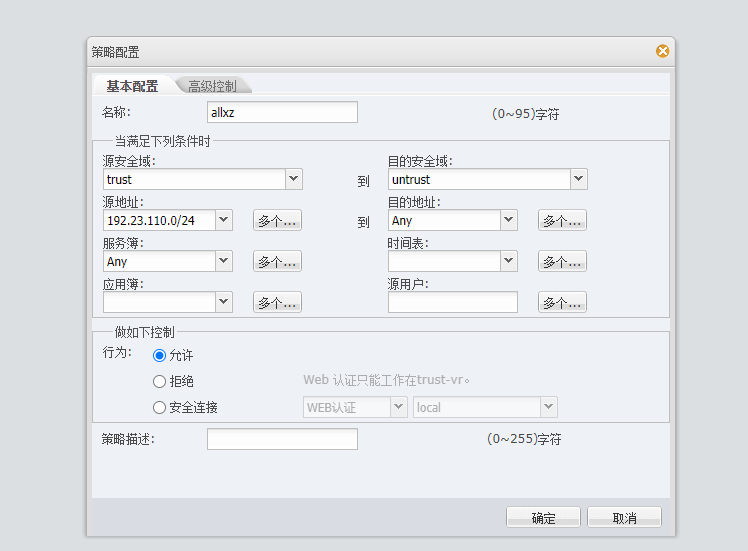 策略配置
基本配置 高级控制
名称: allxz (0~95)字符
当满足下列条件时
源安全域: 目的安全域:
trust 到 untrust
源地址: 目的地址:
192.23.110.0/24 多个... 到 Any 多个...
服务簿: 时间表:
Any 多个... 多个...
应用簿: 源用户:
多个... 多个...
做如下控制
行为: 允许
拒绝 Web 认证只能工作在trust-vr。
安全连接 WEB认证 local
策略描述: (0~255)字符
确定 取消